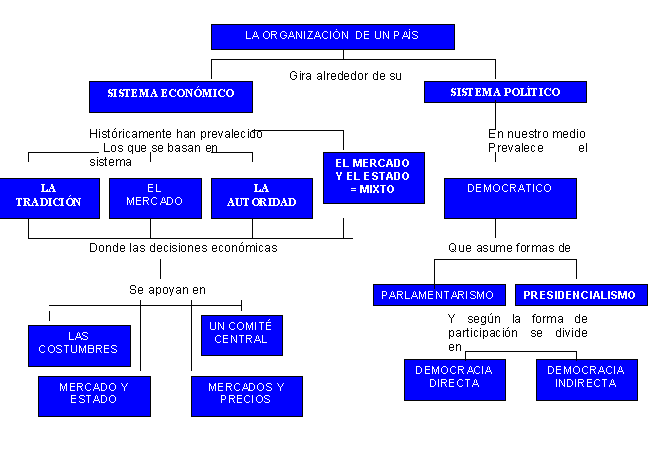 LA ORGANIZACIÓN DE UN PAÍS
Gira alrededor de su
SISTEMA ECONÓMICO
SISTEMA POLÍTICO
Históricamente han prevalecido
Los que se basan en
sistema
En nuestro medio
Prevalece el
LA
TRADICIÓN
EL
MERCADO
LA
AUTORIDAD
EL MERCADO
Y EL ESTADO
= MIXTO
DEMOCRATICO
Donde las decisiones económicas
Que asume formas de
Se apoyan en
PARLAMENTARISMO
PRESIDENCIALISMO
LAS
COSTUMBRES
UN COMITÉ
CENTRAL
Y según la forma de
participación se divide
en
MERCADO Y
ESTADO
MERCADOS Y
PRECIOS
DEMOCRACIA
DIRECTA
DEMOCRACIA
INDIRECTA